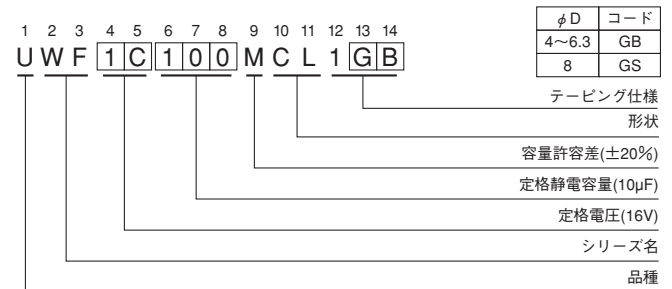 1 2 3 4 5 6 7 8 9 10 11 12 13 14
U W F 1 C 1 0 0 M C L 1 G B
φD コード
4～6.3 GB
8 GS
テーピング仕様
形状
容量許容差(±20％)
定格静電容量(10µF)
定格電圧(16V)
シリーズ名
品種